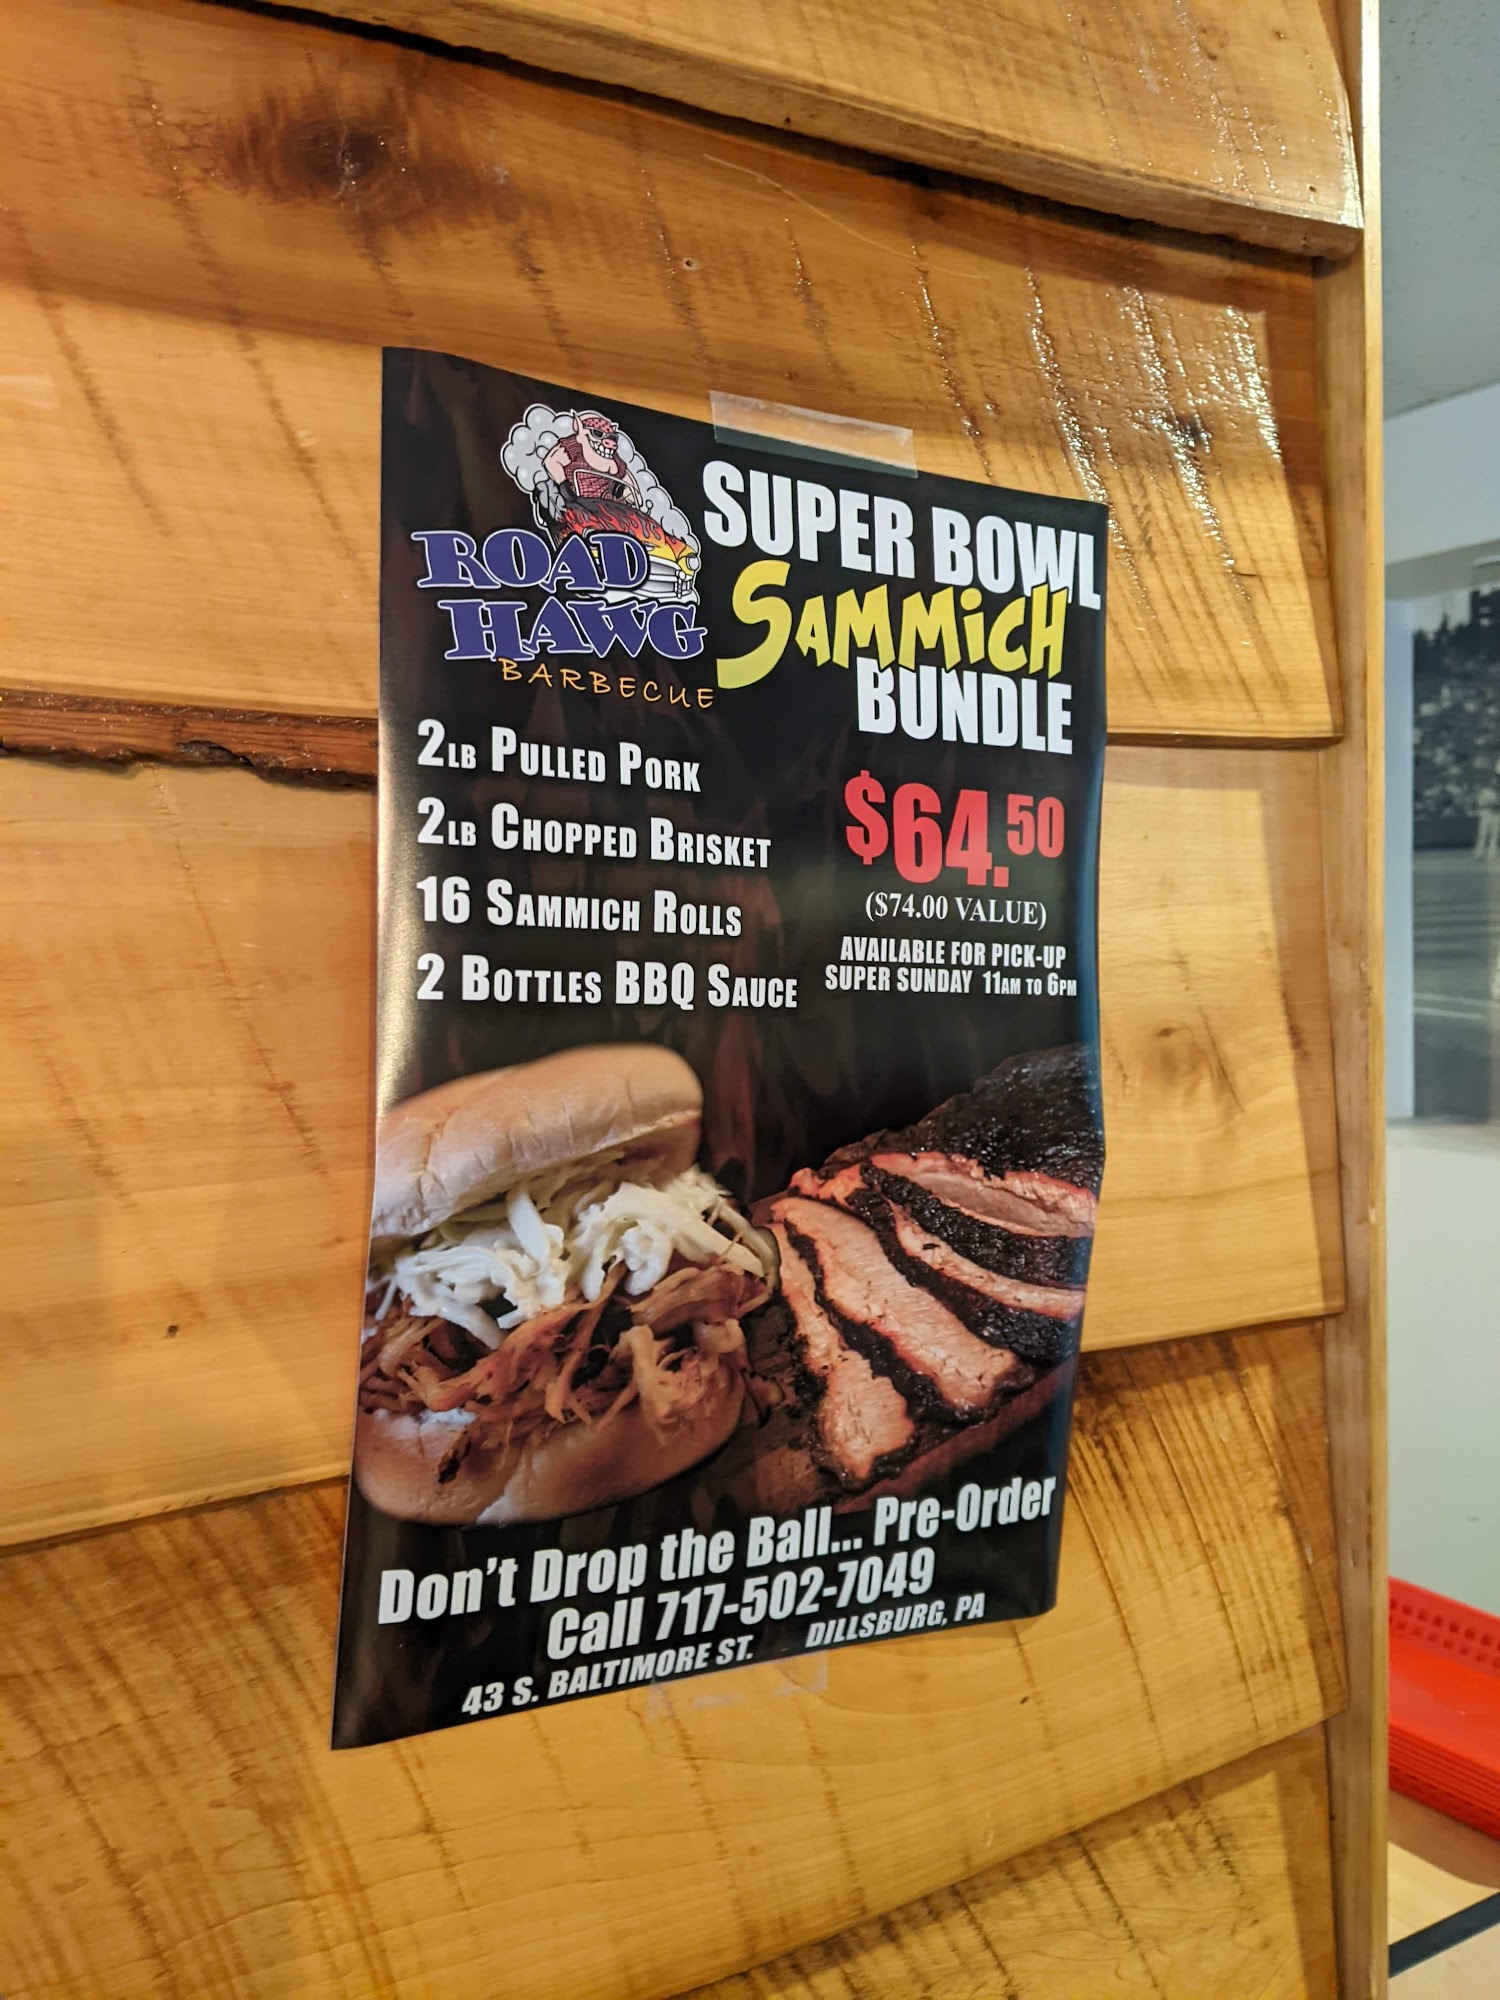 ROAD
HAWG
BARBECUE
SUPER BOWL
SAMMiCH
BUNDLE
2LB PULLED PORK
2LB CHOPPED BRISKET
16 SAMMICH ROLLS
2 BOTTLES BBQ SAUCE
$64.50
($74.00 VALUE)
AVAILABLE FOR PICK-UP
SUPER SUNDAY 11AM TO 6PM
Don't Drop the Ball... Pre-Order
Call 717-502-7049
43 S. BALTIMORE ST. DILLSBURG, PA